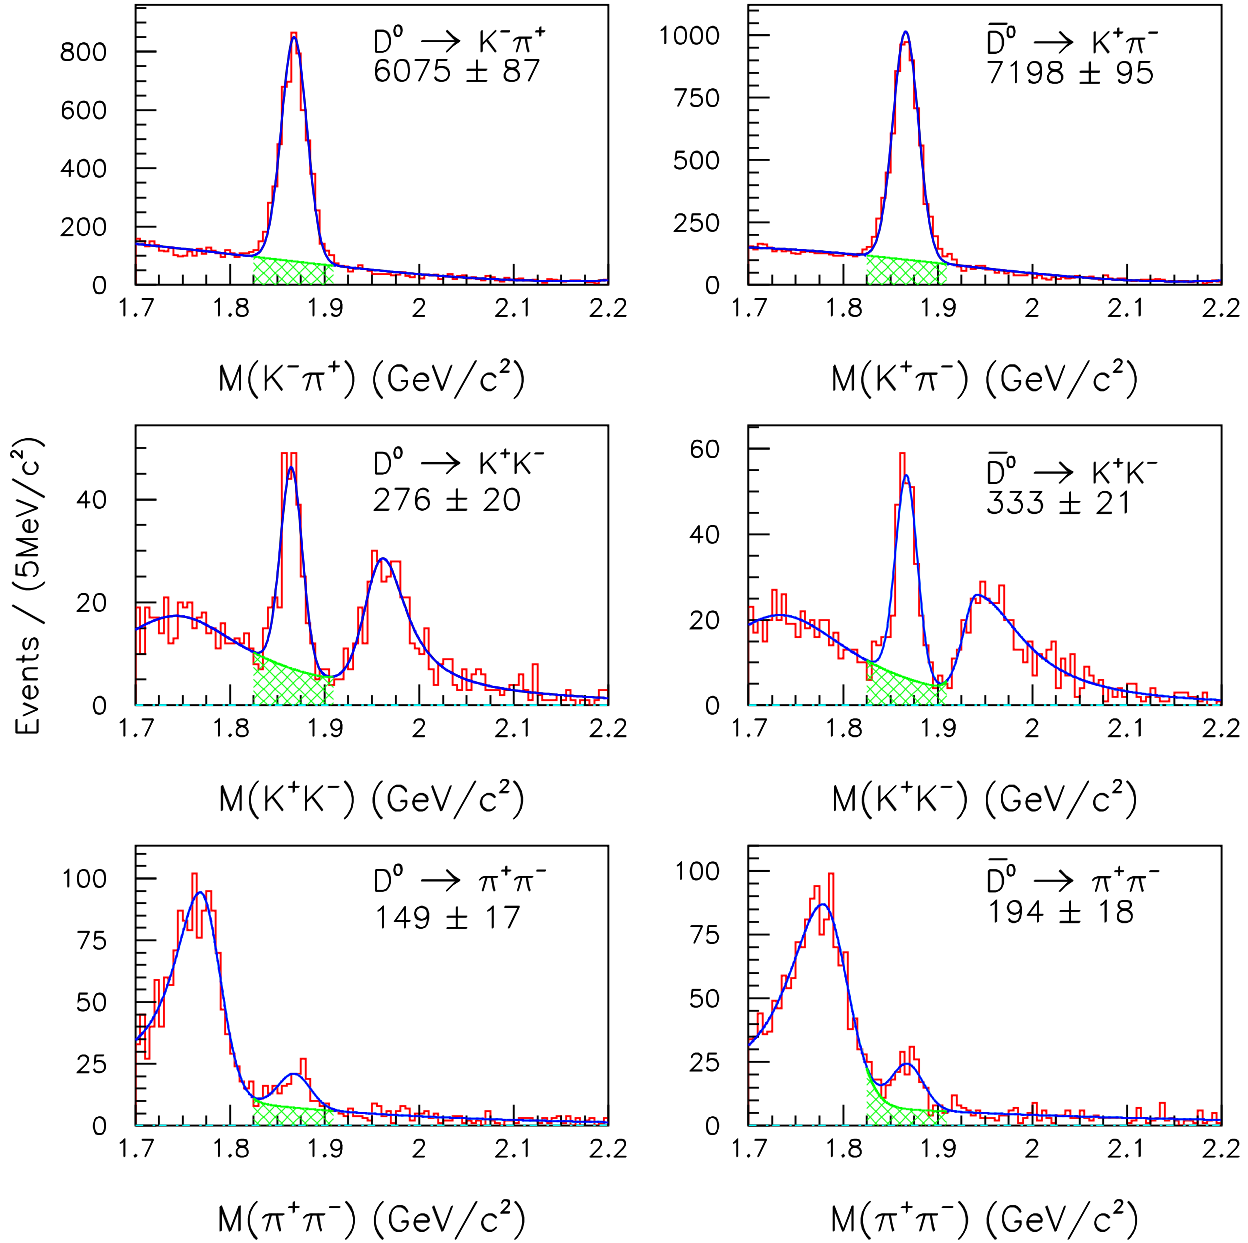 D⁰ → K⁻π⁺
6075 ± 87
800
600
400
200
0
1.7 1.8 1.9 2 2.1 2.2
M(K⁻π⁺) (GeV/c²)
D̅⁰ → K⁺π⁻
7198 ± 95
1000
750
500
250
0
1.7 1.8 1.9 2 2.1 2.2
M(K⁺π⁻) (GeV/c²)
Events / (5MeV/c²)
D⁰ → K⁺K⁻
276 ± 20
40
20
0
1.7 1.8 1.9 2 2.1 2.2
M(K⁺K⁻) (GeV/c²)
D̅⁰ → K⁺K⁻
333 ± 21
60
40
20
0
1.7 1.8 1.9 2 2.1 2.2
M(K⁺K⁻) (GeV/c²)
D⁰ → π⁺π⁻
149 ± 17
100
75
50
25
0
1.7 1.8 1.9 2 2.1 2.2
M(π⁺π⁻) (GeV/c²)
D̅⁰ → π⁺π⁻
194 ± 18
100
75
50
25
0
1.7 1.8 1.9 2 2.1 2.2
M(π⁺π⁻) (GeV/c²)